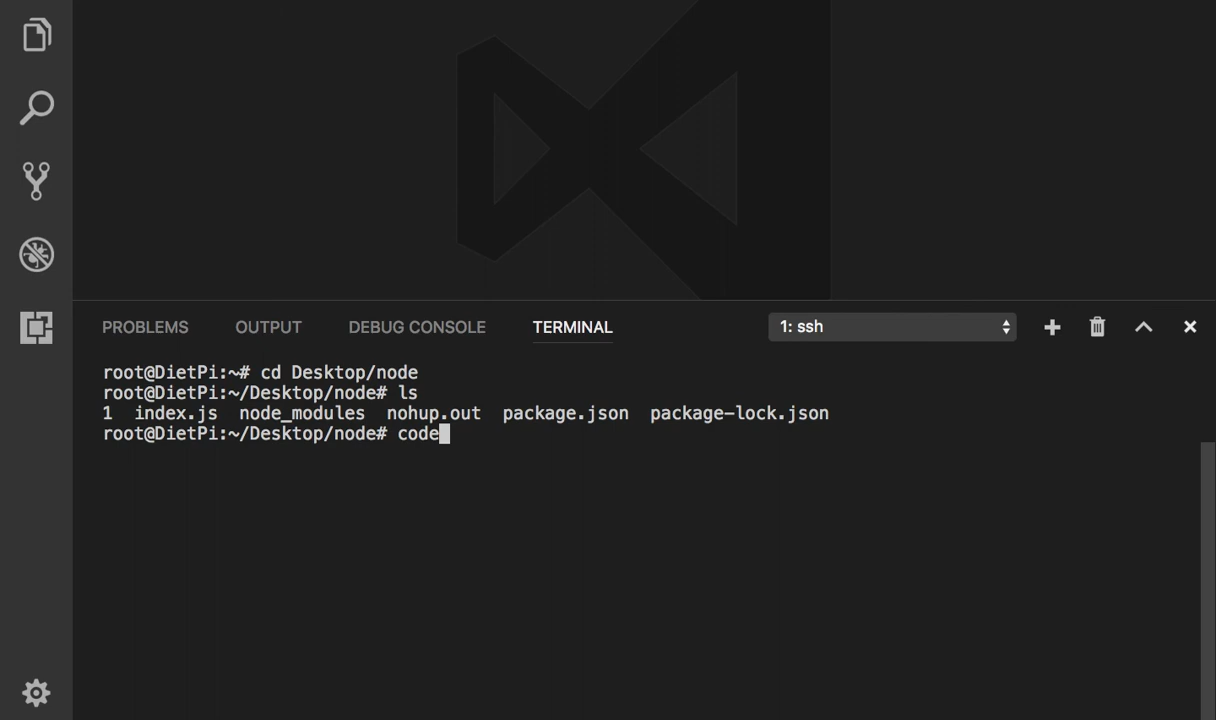 PROBLEMS OUTPUT DEBUG CONSOLE TERMINAL 1: ssh
root@DietPi:~# cd Desktop/node
root@DietPi:~/Desktop/node# ls
1  index.js  node_modules  nohup.out  package.json  package-lock.json
root@DietPi:~/Desktop/node# code